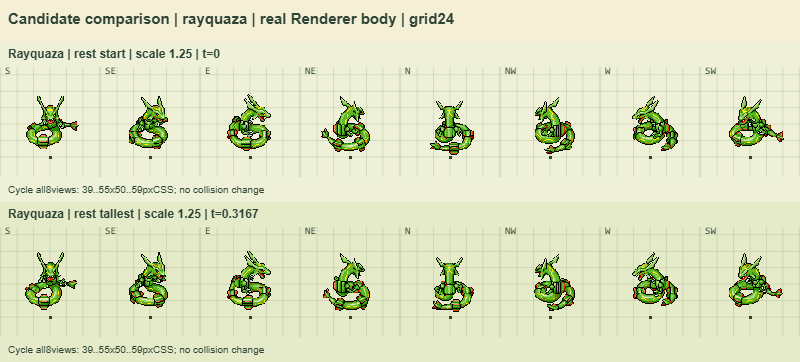 Candidate comparison | rayquaza | real Renderer body | grid24
Rayquaza | rest start | scale 1.25 | t=0
S SE E NE N NW W SW
Cycle all8views: 39..55x50..59pxCSS; no collision change
Rayquaza | rest tallest | scale 1.25 | t=0.3167
S SE E NE N NW W SW
Cycle all8views: 39..55x50..59pxCSS; no collision change